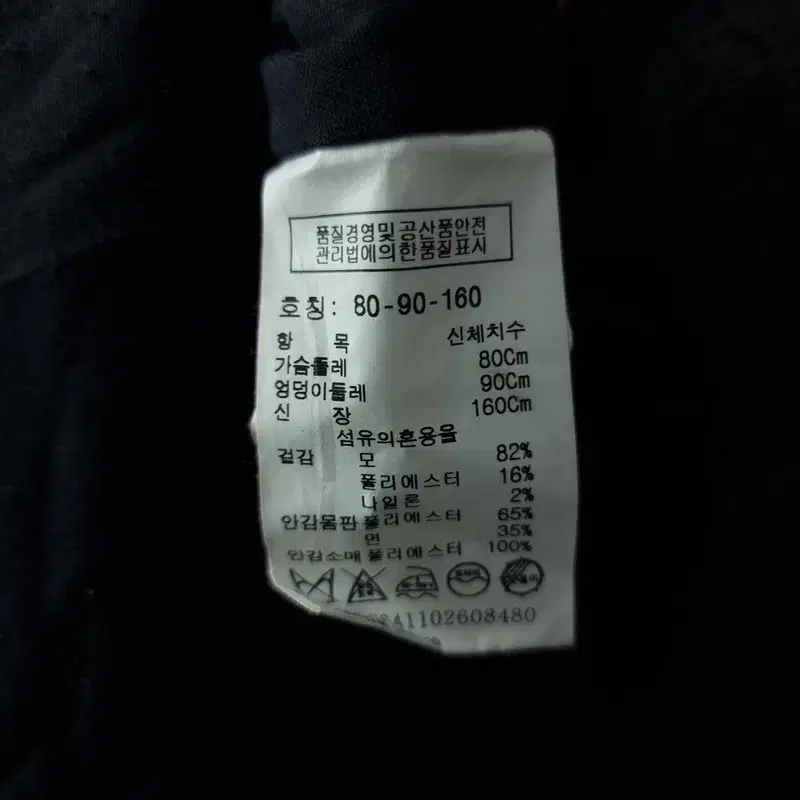 품질경영및공산품안전
관리법에의한품질표시
호칭: 80-90-160
항 목 신체치수
가슴둘레 80Cm
엉덩이둘레 90Cm
신 장 160Cm
섬유의혼용율
겉감 모 82%
폴리에스터 16%
나일론 2%
안감몸판 폴리에스터 65%
면 35%
안감소매 폴리에스터 100%
41102608480